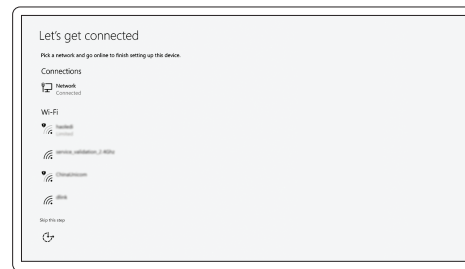 Let's get connected
Pick a network and go online to finish setting up this device.
Connections
Network
Connected
Wi-Fi
service_validation_2.4Ghz
ChinaUnicom
dlink
Skip this step